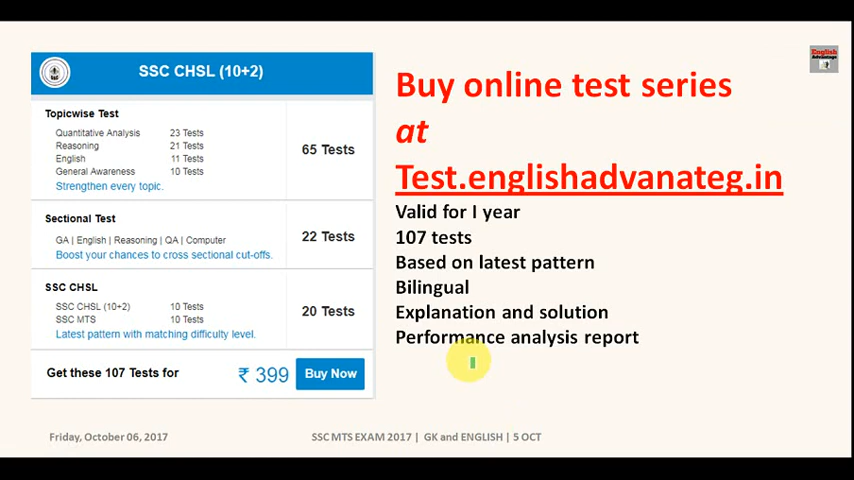 SSC CHSL (10+2)
Topicwise Test
Quantitative Analysis 23 Tests
Reasoning 21 Tests
English 11 Tests
General Awareness 10 Tests
Strengthen every topic.
65 Tests
Sectional Test
GA | English | Reasoning | QA | Computer
Boost your chances to cross sectional cut-offs.
22 Tests
SSC CHSL
SSC CHSL (10+2) 10 Tests
SSC MTS 10 Tests
Latest pattern with matching difficulty level.
20 Tests
Get these 107 Tests for ₹ 399 Buy Now
English
Advantage
Buy online test series
at
Test.englishadvanateg.in
Valid for I year
107 tests
Based on latest pattern
Bilingual
Explanation and solution
Performance analysis report
Friday, October 06, 2017 SSC MTS EXAM 2017 | GK and ENGLISH | 5 OCT